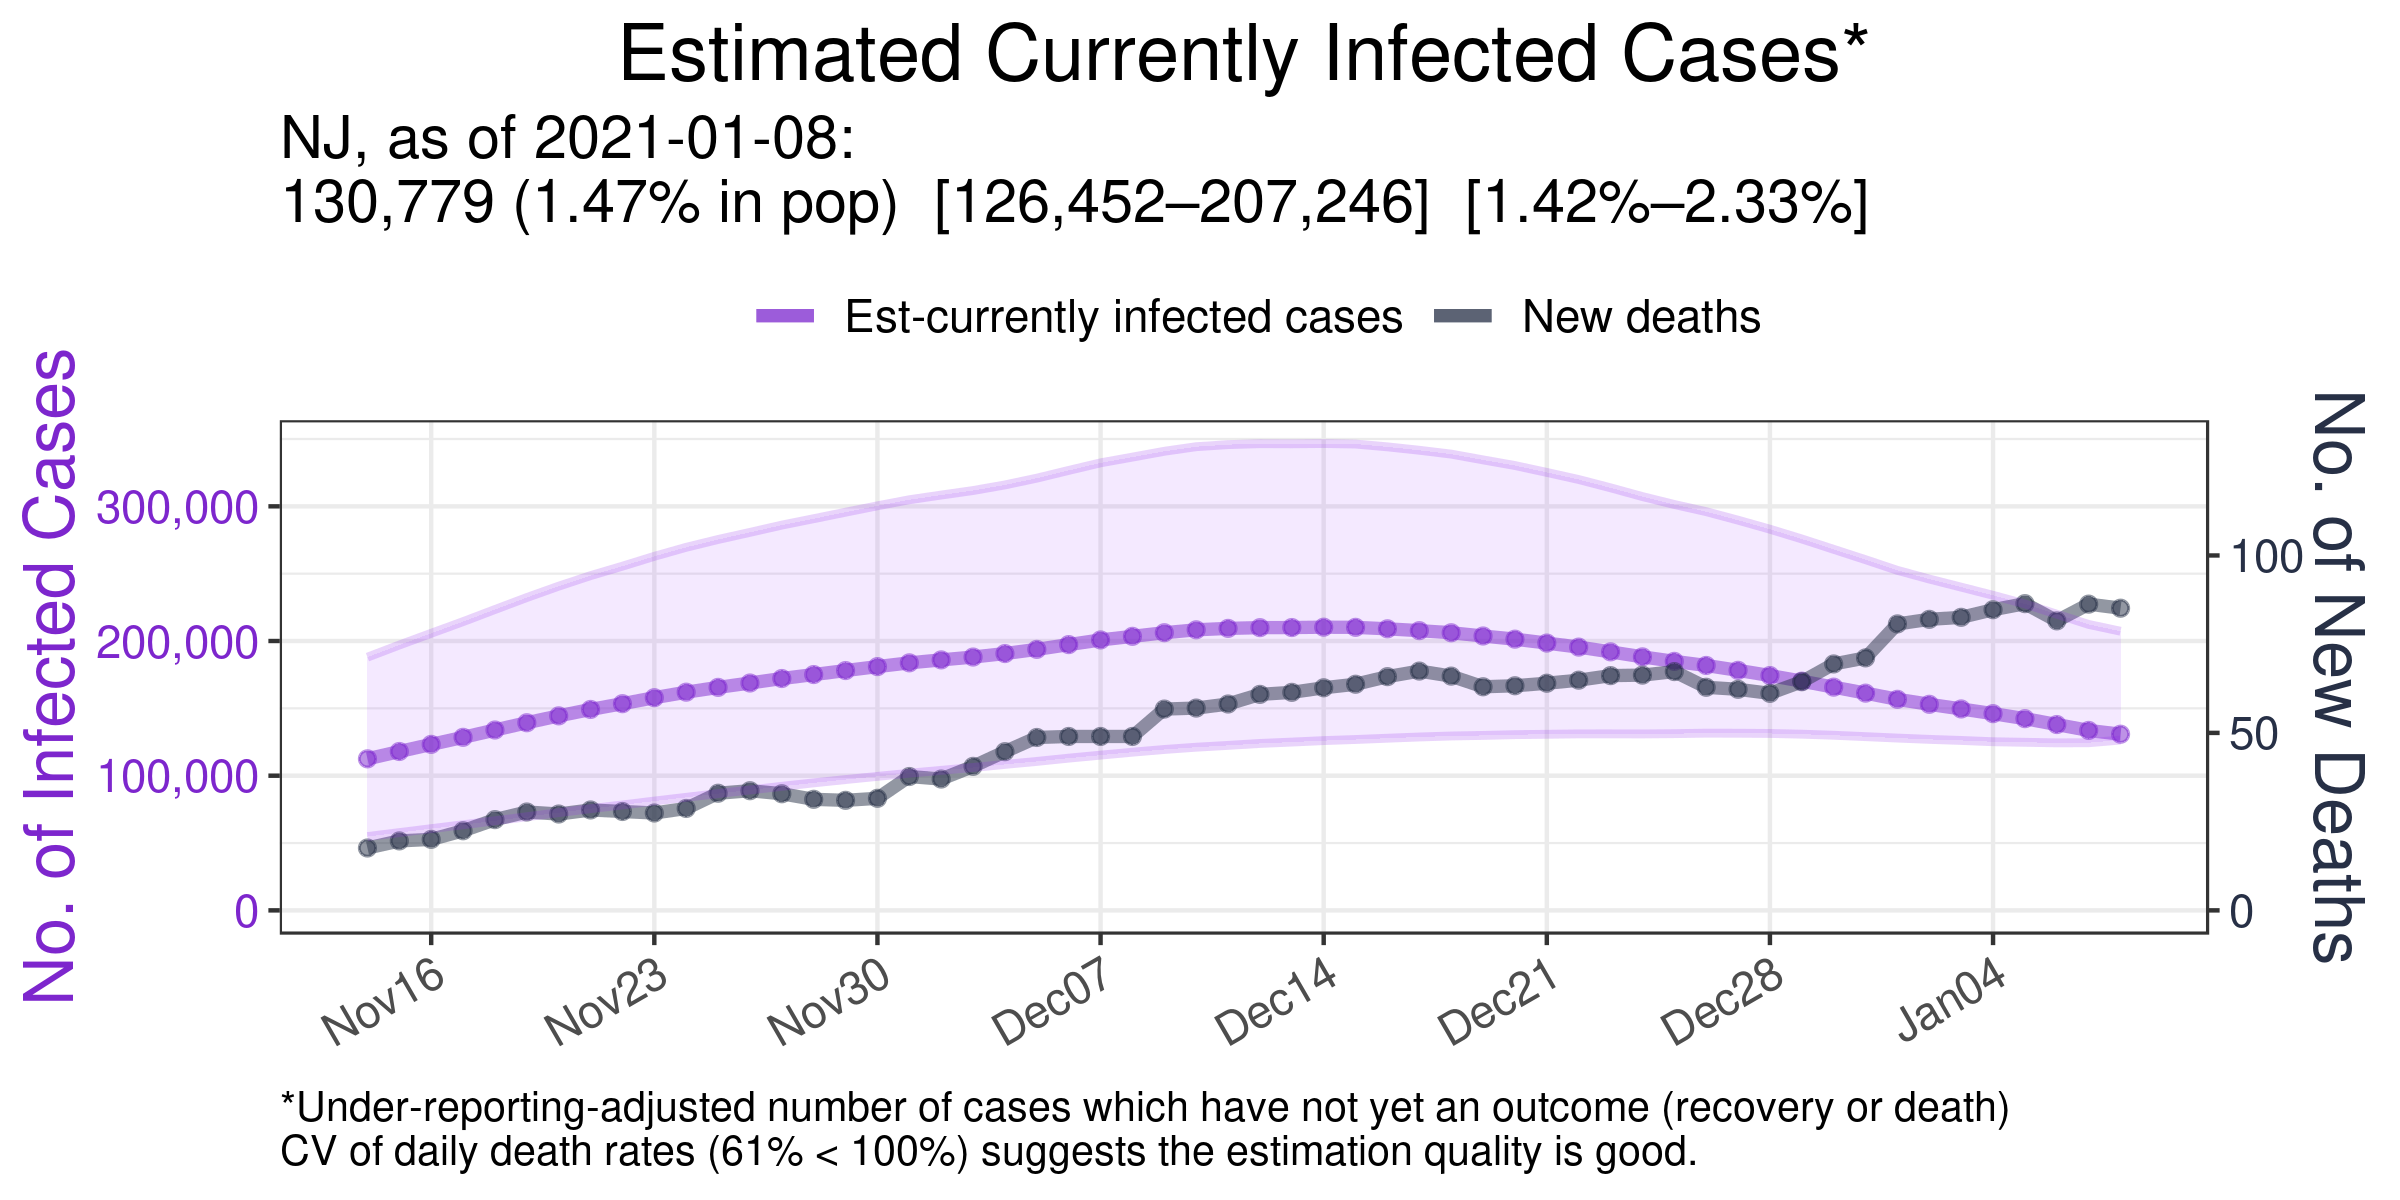 Estimated Currently Infected Cases*
NJ, as of 2021-01-08:
130,779 (1.47% in pop)  [126,452–207,246]  [1.42%–2.33%]
Est-currently infected cases
New deaths
No. of Infected Cases
300,000
200,000
100,000
0
100
50
0
No. of New Deaths
Nov16
Nov23
Nov30
Dec07
Dec14
Dec21
Dec28
Jan04
*Under-reporting-adjusted number of cases which have not yet an outcome (recovery or death)
CV of daily death rates (61% < 100%) suggests the estimation quality is good.